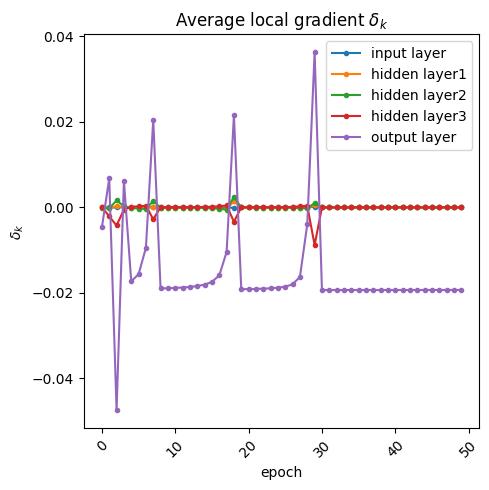 Average local gradient δₖ
input layer
hidden layer1
hidden layer2
hidden layer3
output layer
0.04
0.02
0.00
−0.02
−0.04
δₖ
0
10
20
30
40
50
epoch